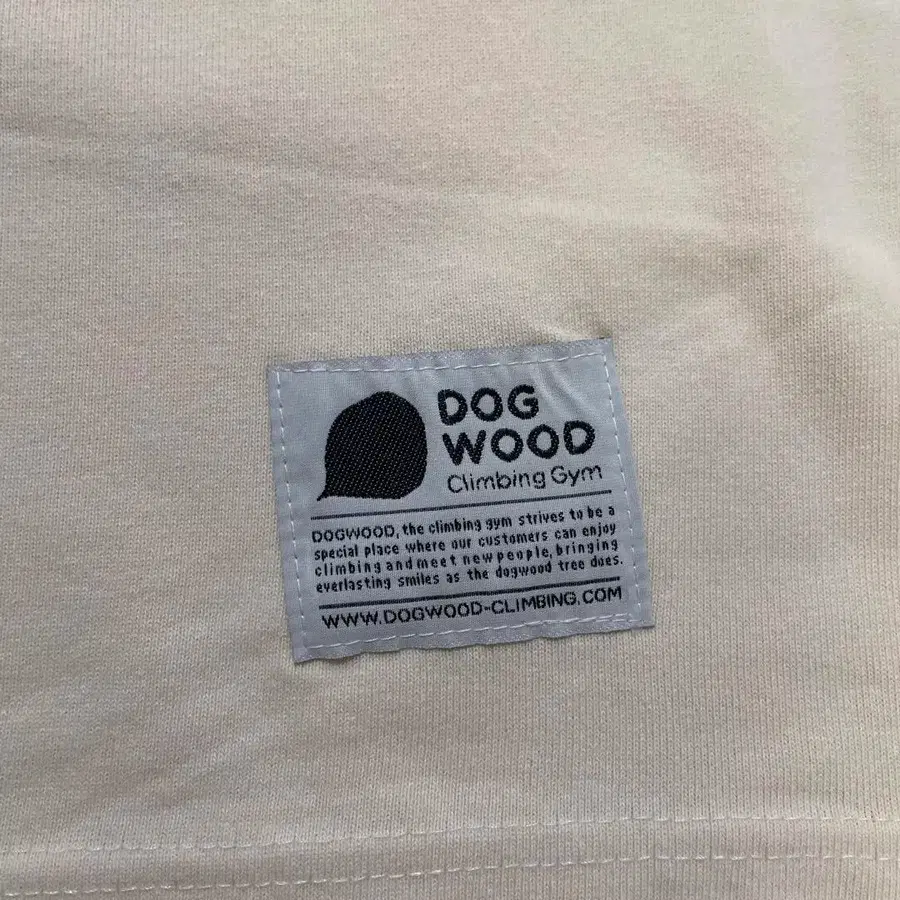 DOG
WOOD
Climbing Gym
DOGWOOD, the climbing gym strives to be a
special place where our customers can enjoy
climbing and meet new people, bringing
everlasting smiles as the dogwood tree does.
WWW.DOGWOOD-CLIMBING.COM